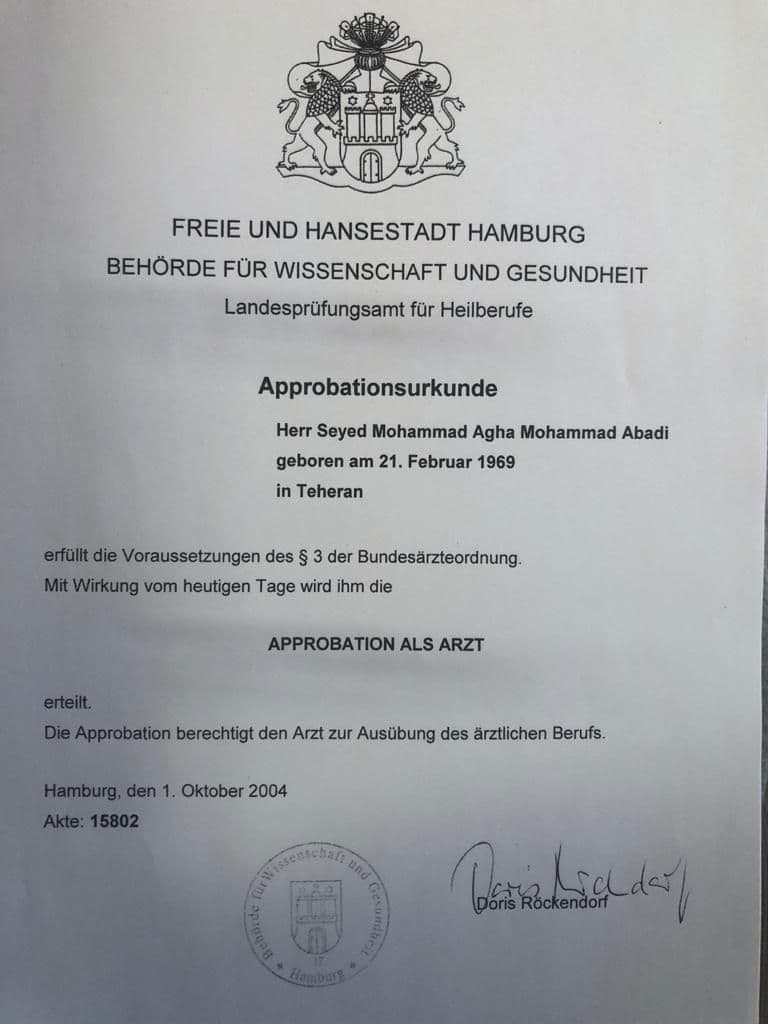 FREIE UND HANSESTADT HAMBURG
BEHÖRDE FÜR WISSENSCHAFT UND GESUNDHEIT
Landesprüfungsamt für Heilberufe
Approbationsurkunde
Herr Seyed Mohammad Agha Mohammad Abadi
geboren am 21. Februar 1969
in Teheran
erfüllt die Voraussetzungen des § 3 der Bundesärzteordnung.
Mit Wirkung vom heutigen Tage wird ihm die
APPROBATION ALS ARZT
erteilt.
Die Approbation berechtigt den Arzt zur Ausübung des ärztlichen Berufs.
Hamburg, den 1. Oktober 2004
Akte: 15802
Behörde für Wissenschaft und Gesundheit
Hamburg
Doris Röckendorf